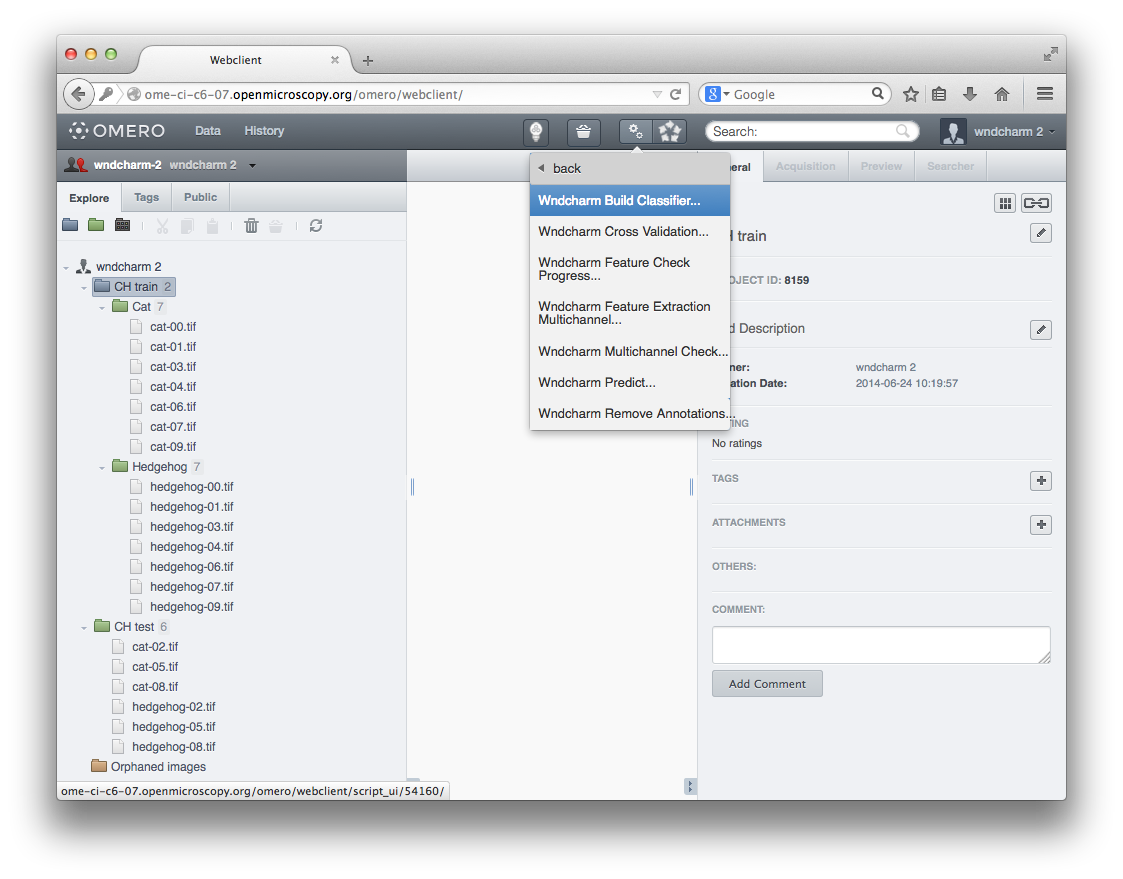 Webclient
ome-ci-c6-07.openmicroscopy.org/omero/webclient/
Google
OMERO Data History
Search:
wndcharm 2
wndcharm-2 wndcharm 2
Explore Tags Public
wndcharm 2
CH train 2
Cat 7
cat-00.tif
cat-01.tif
cat-03.tif
cat-04.tif
cat-06.tif
cat-07.tif
cat-09.tif
Hedgehog 7
hedgehog-00.tif
hedgehog-01.tif
hedgehog-03.tif
hedgehog-04.tif
hedgehog-06.tif
hedgehog-07.tif
hedgehog-09.tif
CH test 6
cat-02.tif
cat-05.tif
cat-08.tif
hedgehog-02.tif
hedgehog-05.tif
hedgehog-08.tif
Orphaned images
ome-ci-c6-07.openmicroscopy.org/omero/webclient/script_ui/54160/
back
Wndcharm Build Classifier...
Wndcharm Cross Validation...
Wndcharm Feature Check
Progress...
Wndcharm Feature Extraction
Multichannel...
Wndcharm Multichannel Check...
Wndcharm Predict...
Wndcharm Remove Annotations...
eral Acquisition Preview Searcher
train
OJECT ID: 8159
d Description
ner: wndcharm 2
ation Date: 2014-06-24 10:19:57
ING
No ratings
TAGS
ATTACHMENTS
OTHERS:
COMMENT:
Add Comment